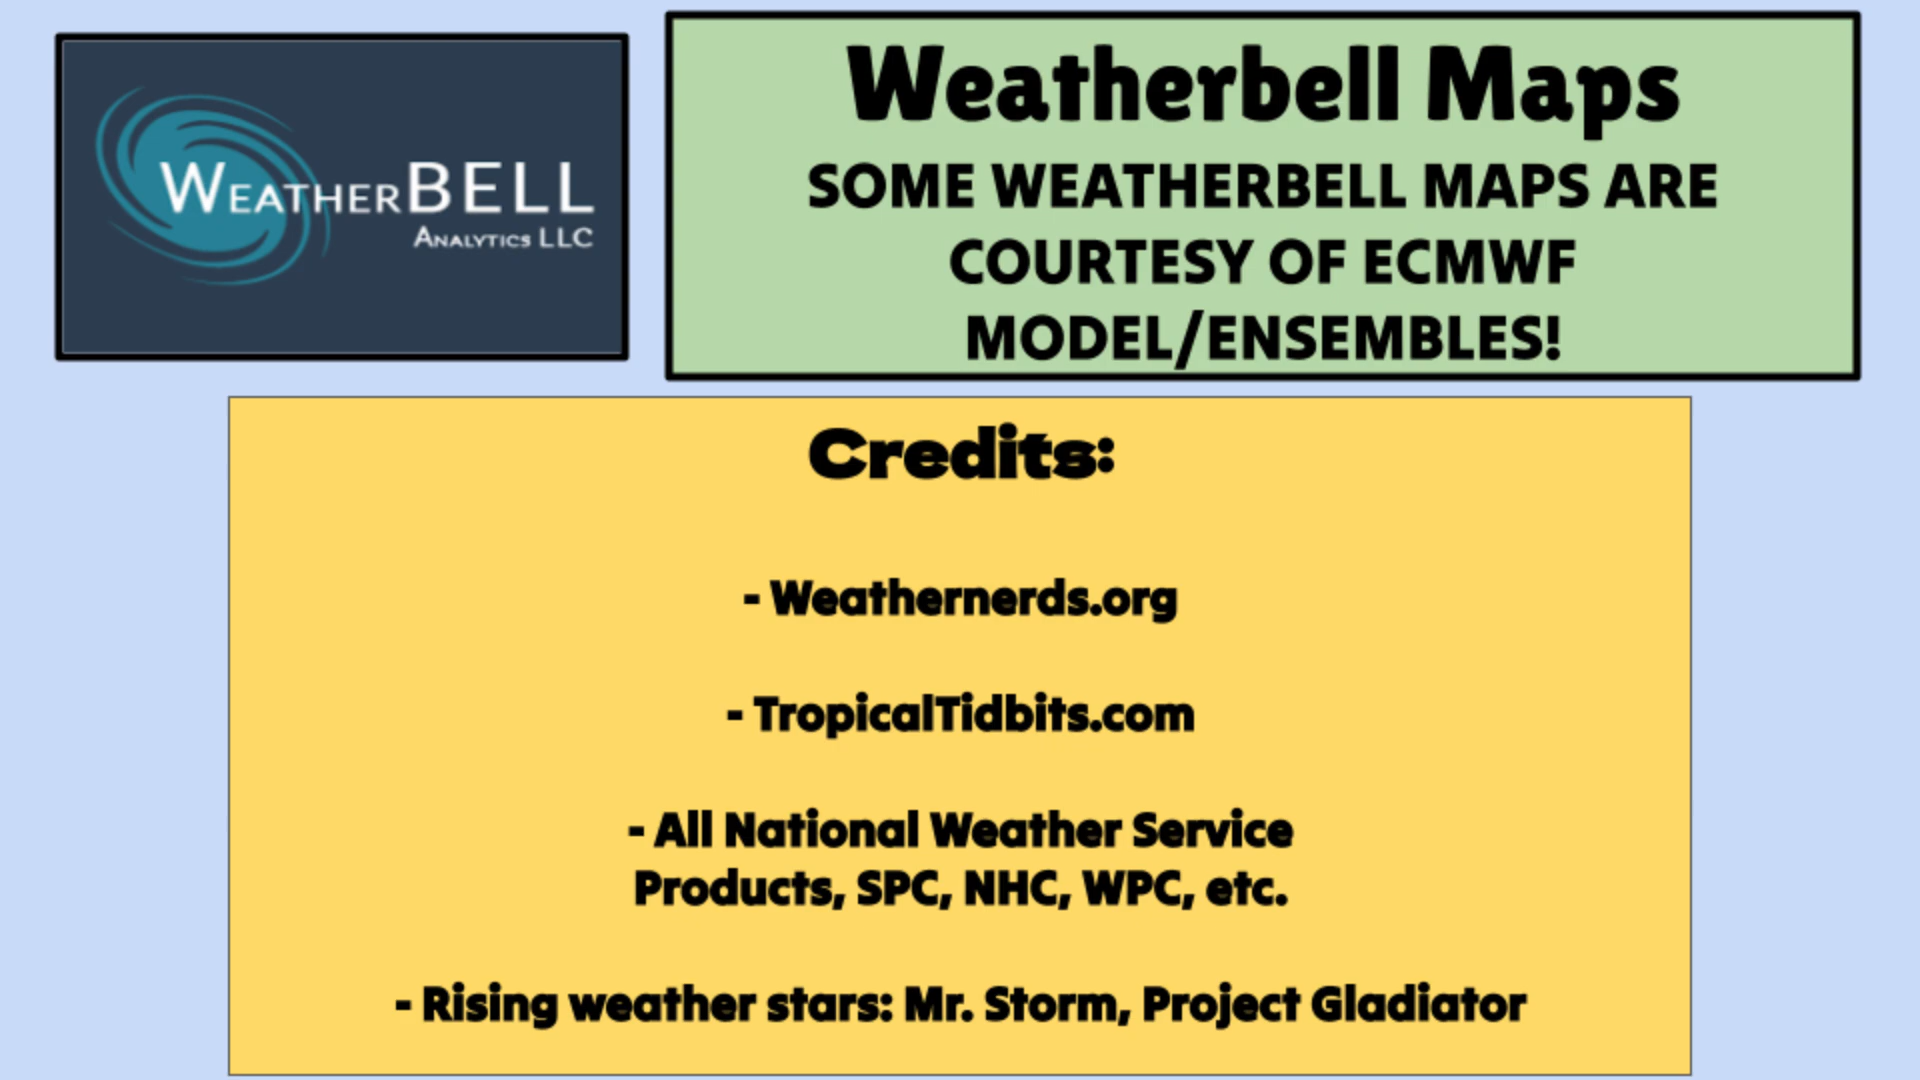 WEATHERBELL
ANALYTICS LLC
Weatherbell Maps
SOME WEATHERBELL MAPS ARE
COURTESY OF ECMWF
MODEL/ENSEMBLES!
Credits:
- Weathernerds.org
- TropicalTidbits.com
- All National Weather Service
Products, SPC, NHC, WPC, etc.
- Rising weather stars: Mr. Storm, Project Gladiator